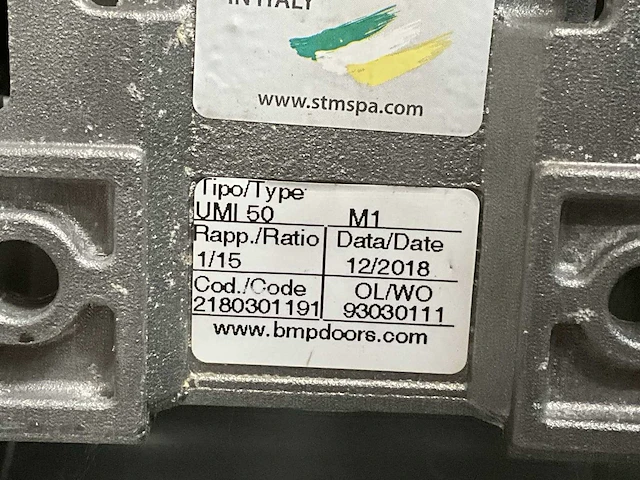 IN ITALY
www.stmspa.com
Tipo/Type
UMI 50 M1
Rapp./Ratio Data/Date
1/15 12/2018
Cod./Code OL/WO
2180301191 93030111
www.bmpdoors.com